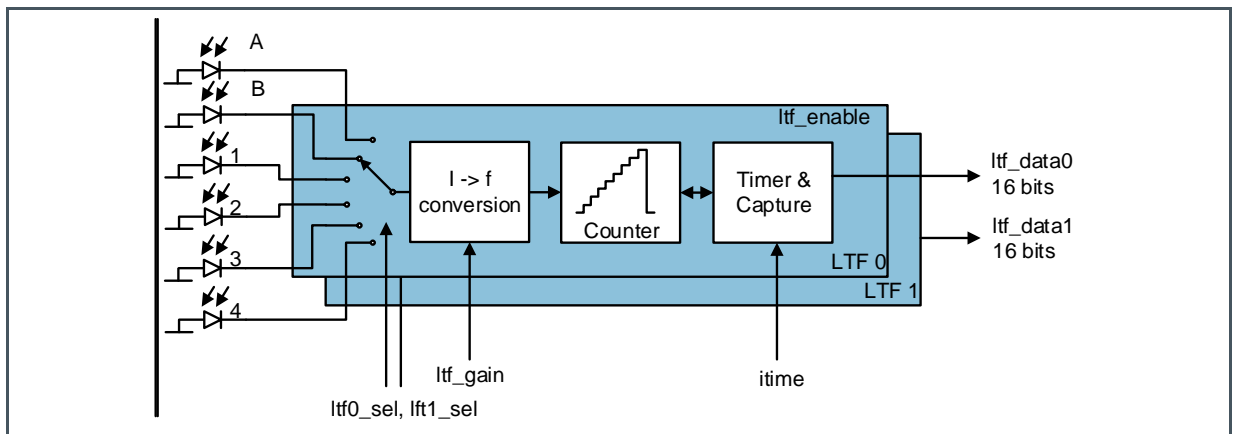 A
B
1
2
3
4
ltf_enable
I -> f
conversion
Counter
Timer &
Capture
LTF 0
LTF 1
ltf_data0
16 bits
ltf_data1
16 bits
ltf_gain
itime
ltf0_sel, lft1_sel